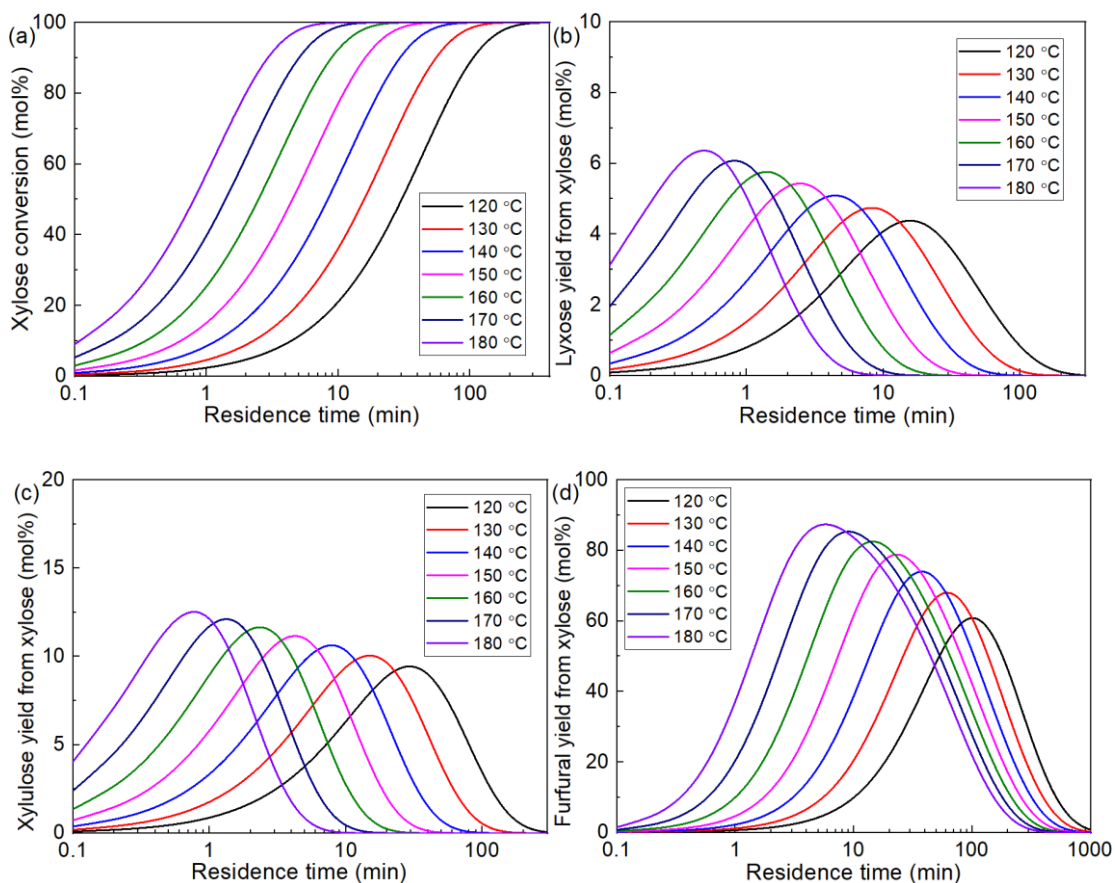 (a)
Xylose conversion (mol%)
100
80
60
40
20
0
120 °C
130 °C
140 °C
150 °C
160 °C
170 °C
180 °C
0.1 1 10 100
Residence time (min)
(b)
Lyxose yield from xylose (mol%)
10
8
6
4
2
0
120 °C
130 °C
140 °C
150 °C
160 °C
170 °C
180 °C
0.1 1 10 100
Residence time (min)
(c)
Xylulose yield from xylose (mol%)
20
15
10
5
0
120 °C
130 °C
140 °C
150 °C
160 °C
170 °C
180 °C
0.1 1 10 100
Residence time (min)
(d)
Furfural yield from xylose (mol%)
100
80
60
40
20
0
120 °C
130 °C
140 °C
150 °C
160 °C
170 °C
180 °C
0.1 1 10 100 1000
Residence time (min)